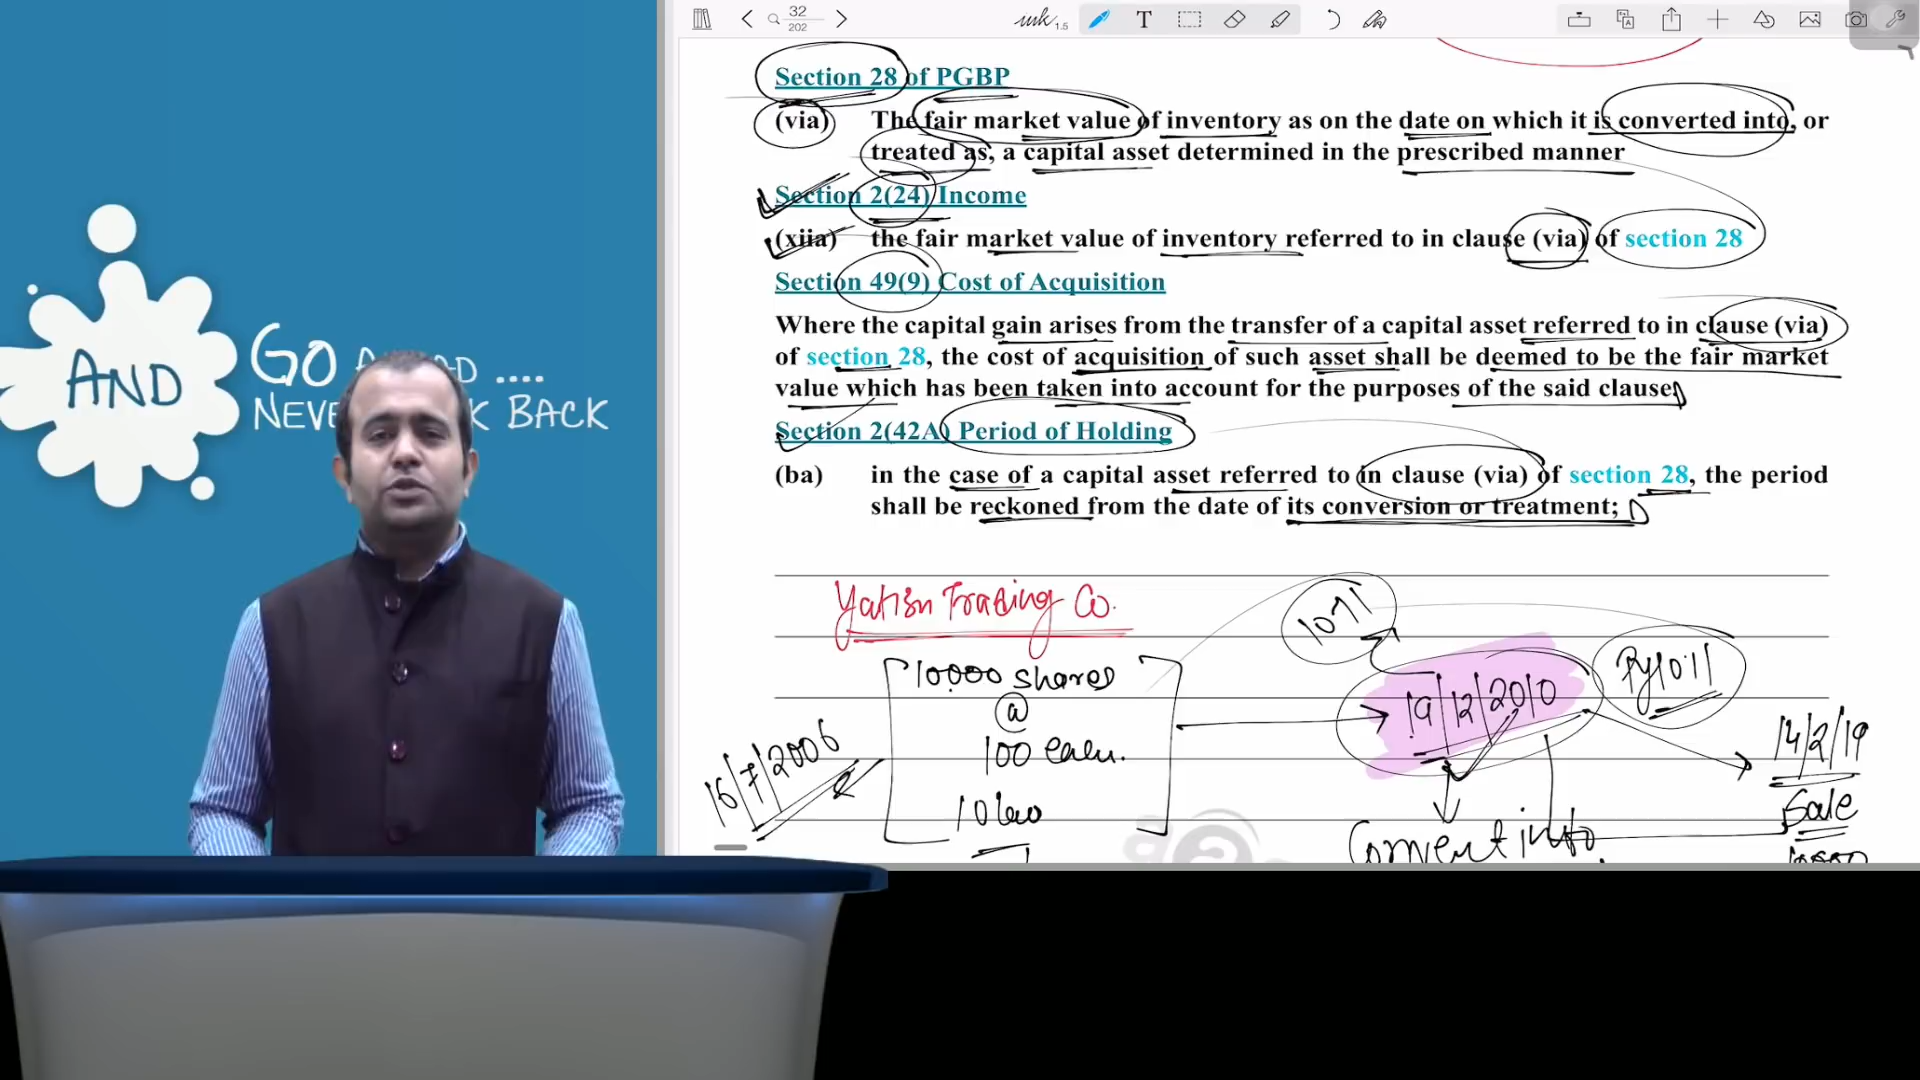 32
202
ink 1.5
T
Section 28 of PGBP
(via) The fair market value of inventory as on the date on which it is converted into, or
treated as, a capital asset determined in the prescribed manner
Section 2(24) Income
(xiia) the fair market value of inventory referred to in clause (via) of section 28
Section 49(9) Cost of Acquisition
Where the capital gain arises from the transfer of a capital asset referred to in clause (via)
of section 28, the cost of acquisition of such asset shall be deemed to be the fair market
value which has been taken into account for the purposes of the said clause.
Section 2(42A) Period of Holding
(ba) in the case of a capital asset referred to in clause (via) of section 28, the period
shall be reckoned from the date of its conversion or treatment;
Trading Co.
10,000 shares
@
100 each.
16/7/2006
19/12/2010
PY1011
14/2/19
Sale
Convert into
AND
GO
NEVE K BACK